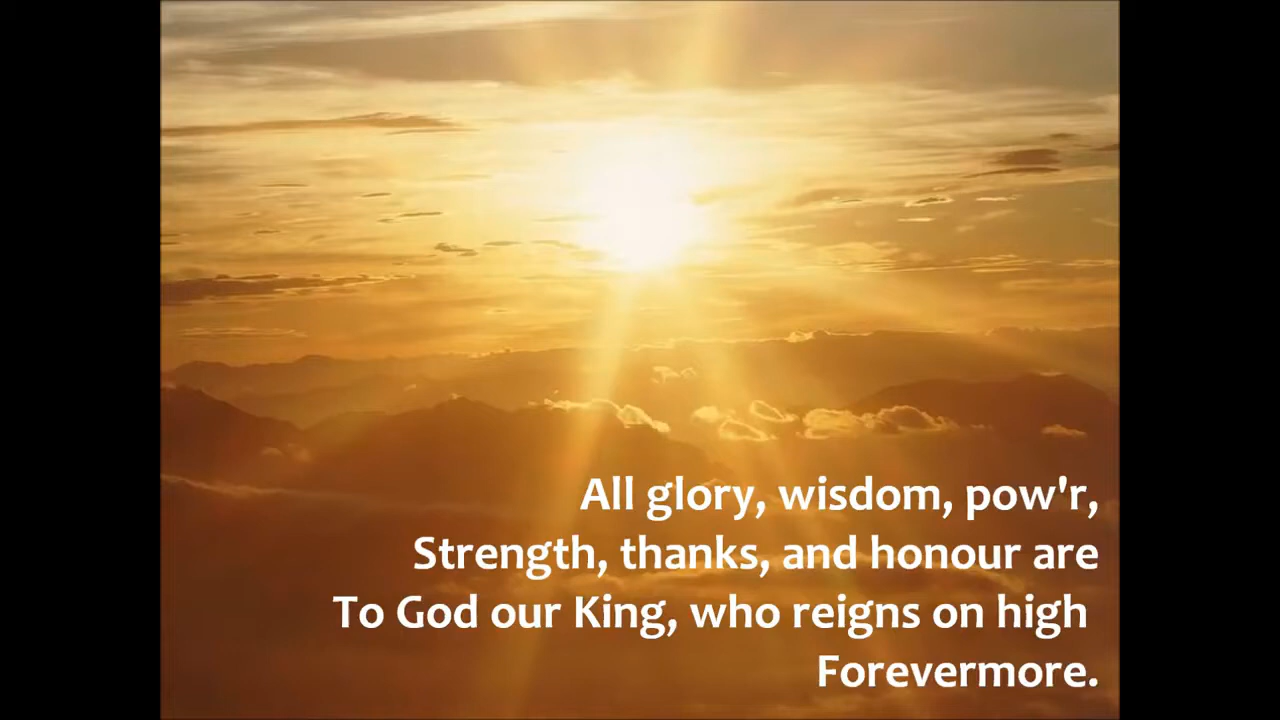 All glory, wisdom, pow'r,
Strength, thanks, and honour are
To God our King, who reigns on high
Forevermore.